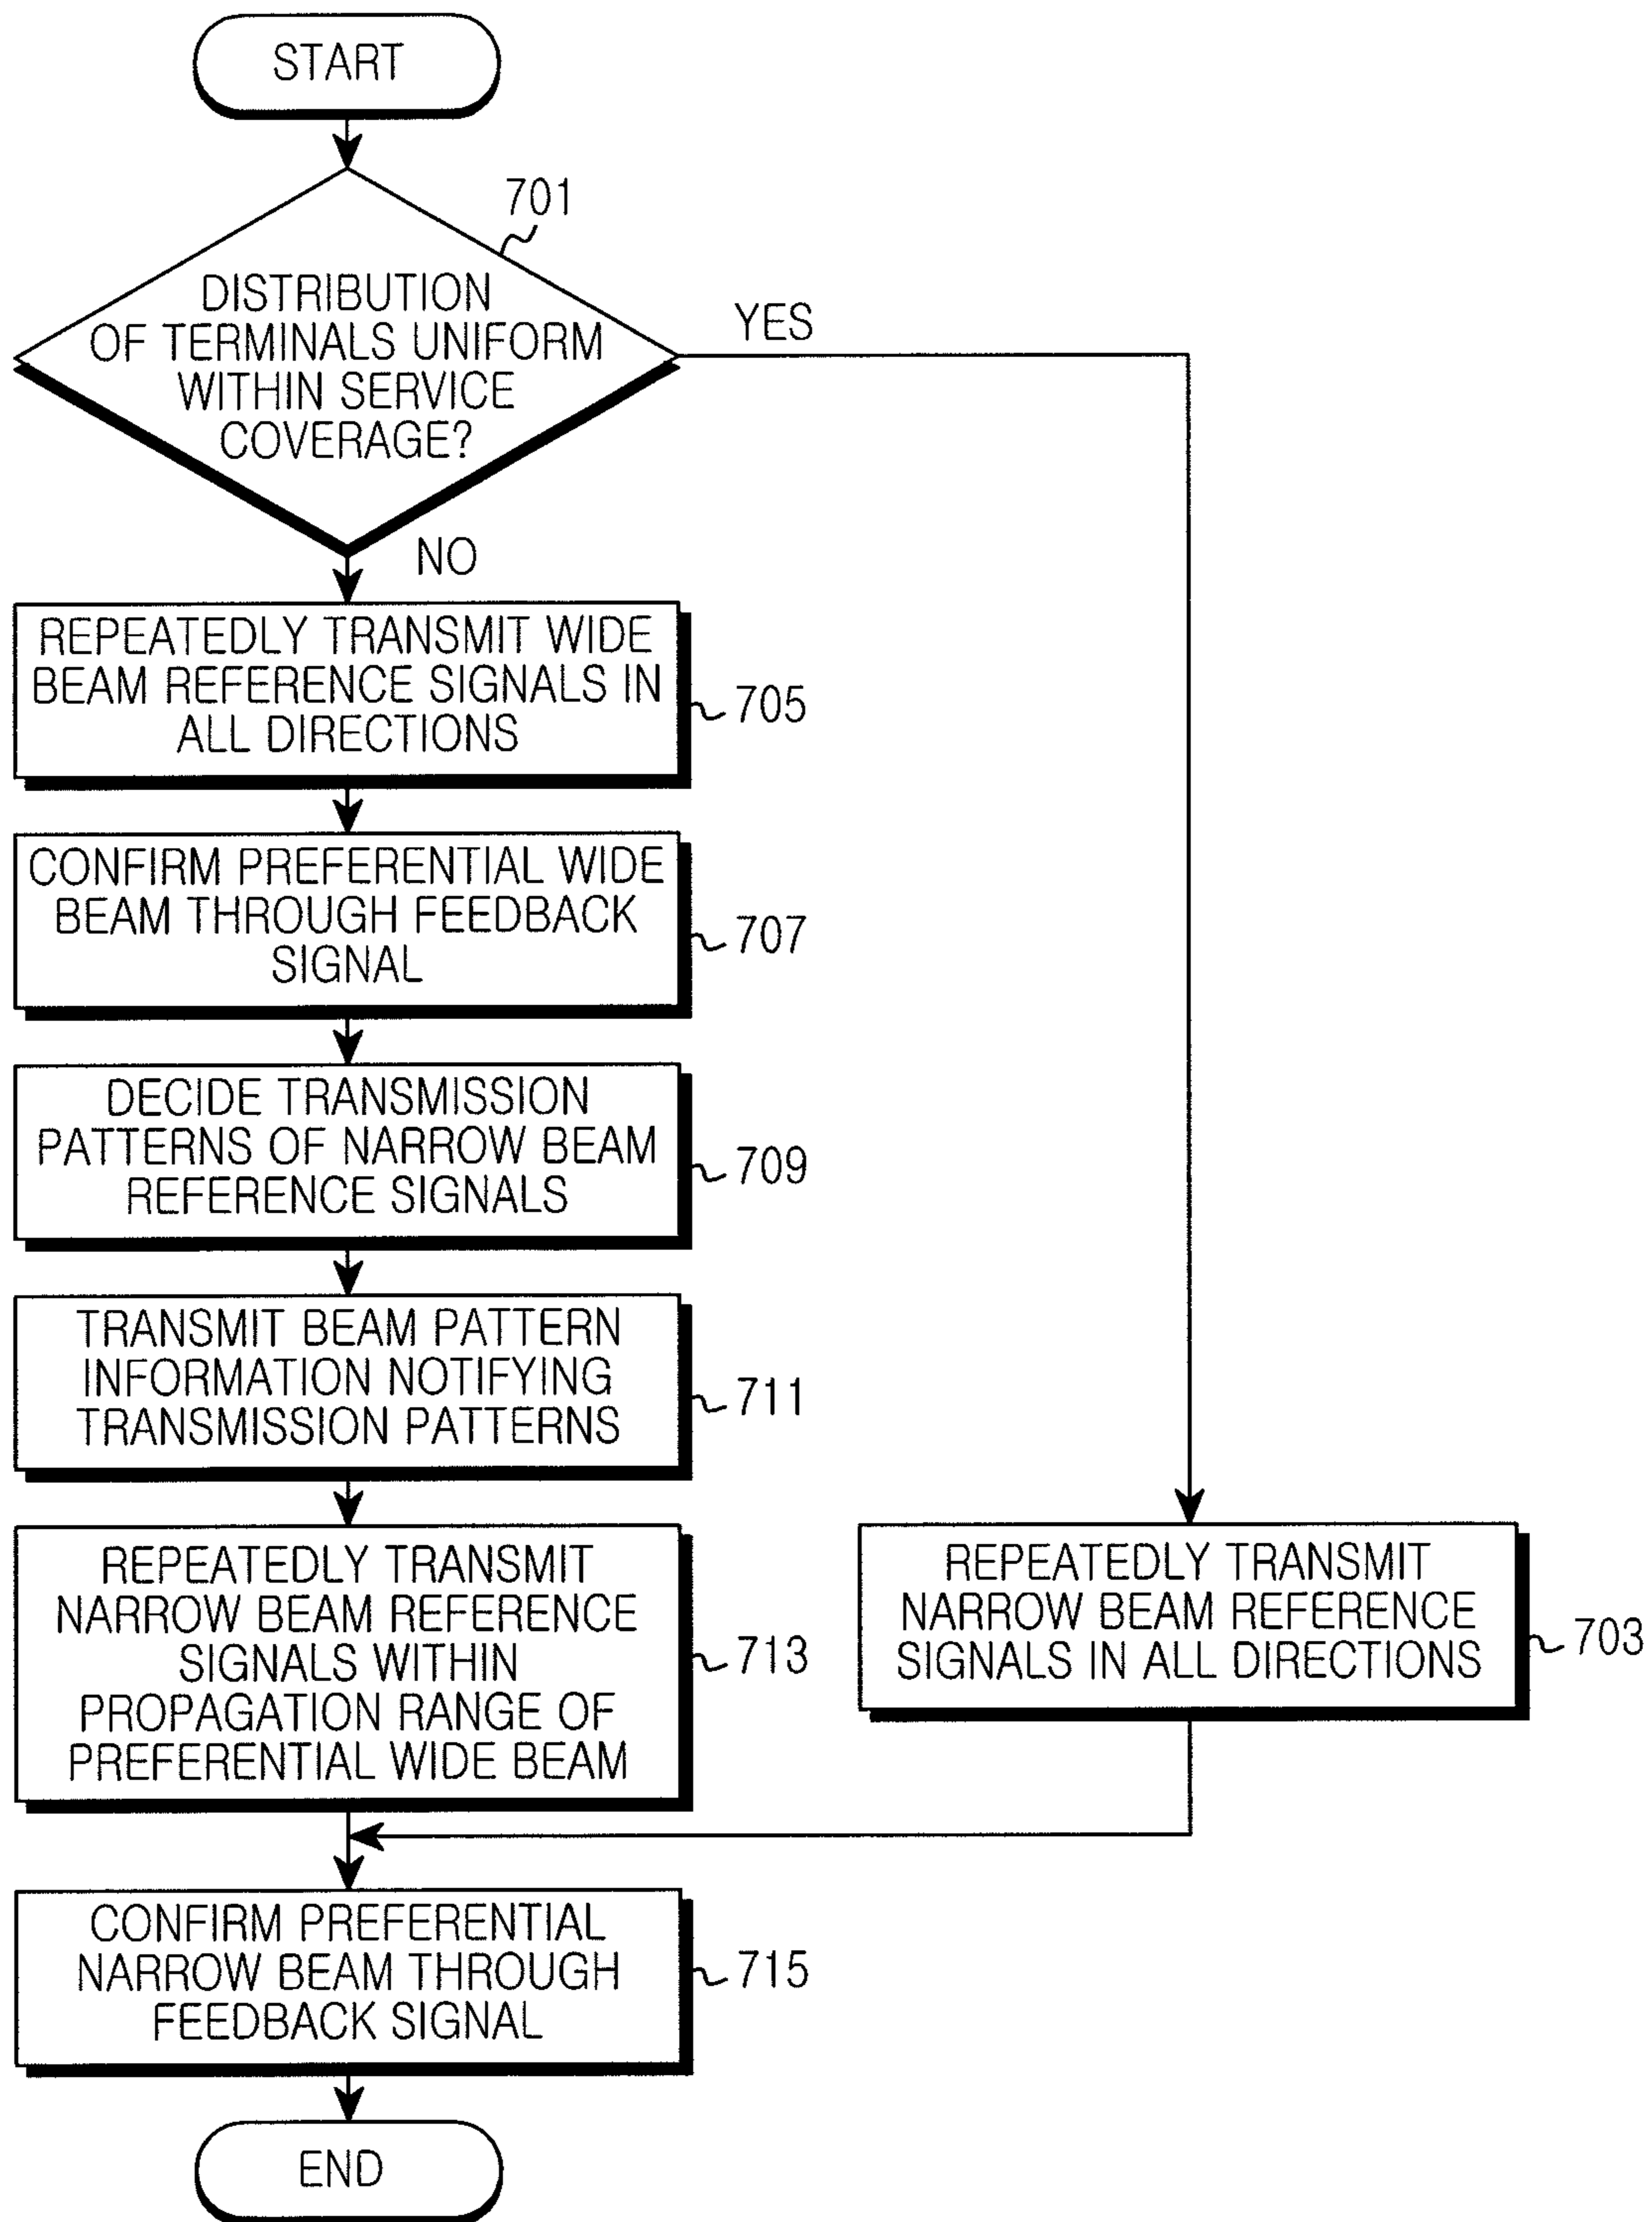 START
701
DISTRIBUTION
OF TERMINALS UNIFORM
WITHIN SERVICE
COVERAGE?
YES
NO
REPEATEDLY TRANSMIT WIDE
BEAM REFERENCE SIGNALS IN
ALL DIRECTIONS
705
CONFIRM PREFERENTIAL WIDE
BEAM THROUGH FEEDBACK
SIGNAL
707
DECIDE TRANSMISSION
PATTERNS OF NARROW BEAM
REFERENCE SIGNALS
709
TRANSMIT BEAM PATTERN
INFORMATION NOTIFYING
TRANSMISSION PATTERNS
711
REPEATEDLY TRANSMIT
NARROW BEAM REFERENCE
SIGNALS WITHIN
PROPAGATION RANGE OF
PREFERENTIAL WIDE BEAM
713
REPEATEDLY TRANSMIT
NARROW BEAM REFERENCE
SIGNALS IN ALL DIRECTIONS
703
CONFIRM PREFERENTIAL
NARROW BEAM THROUGH
FEEDBACK SIGNAL
715
END